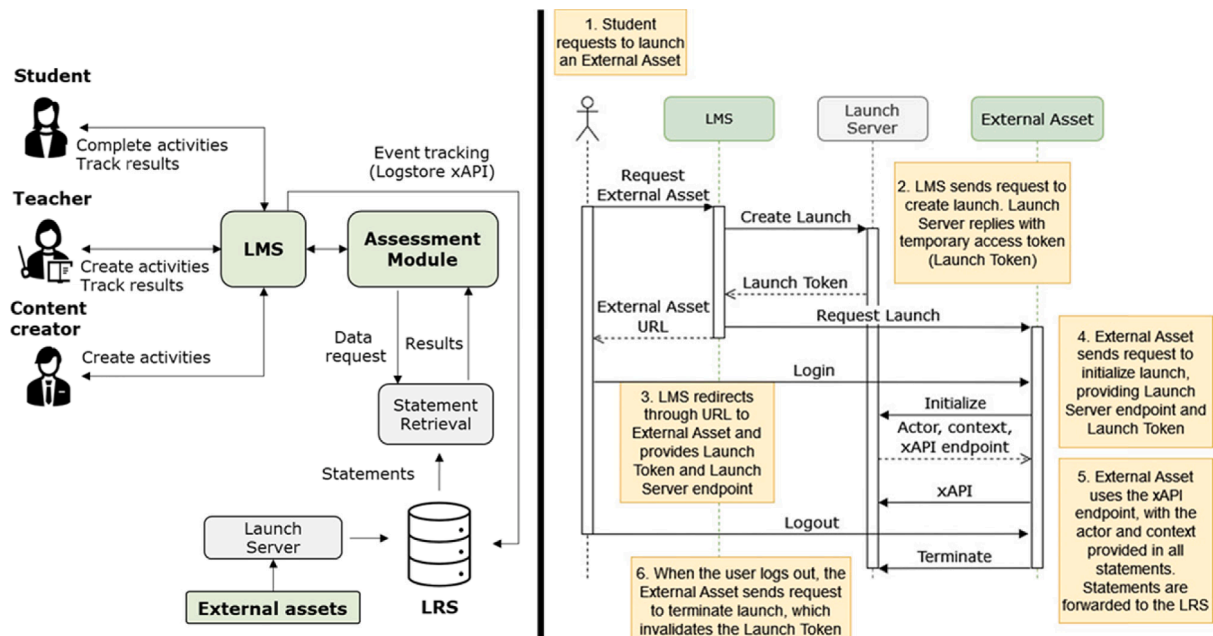 Student
Complete activities
Track results
Event tracking
(Logstore xAPI)
Teacher
Create activities
Track results
LMS
Assessment
Module
Content
creator
Create activities
Data
request
Results
Statement
Retrieval
Statements
Launch
Server
External assets
LRS
1. Student
requests to launch
an External Asset
LMS
Launch
Server
External Asset
Request
External Asset
2. LMS sends request to
create launch. Launch
Server replies with
temporary access token
(Launch Token)
Create Launch
Launch Token
External Asset
URL
Request Launch
Login
4. External Asset
sends request to
initialize launch,
providing Launch
Server endpoint and
Launch Token
3. LMS redirects
through URL to
External Asset and
provides Launch
Token and Launch
Server endpoint
Initialize
Actor, context,
xAPI endpoint
xAPI
5. External Asset
uses the xAPI
endpoint, with the
actor and context
provided in all
statements.
Statements are
forwarded to the LRS
Logout
Terminate
6. When the user logs out, the
External Asset sends request
to terminate launch, which
invalidates the Launch Token